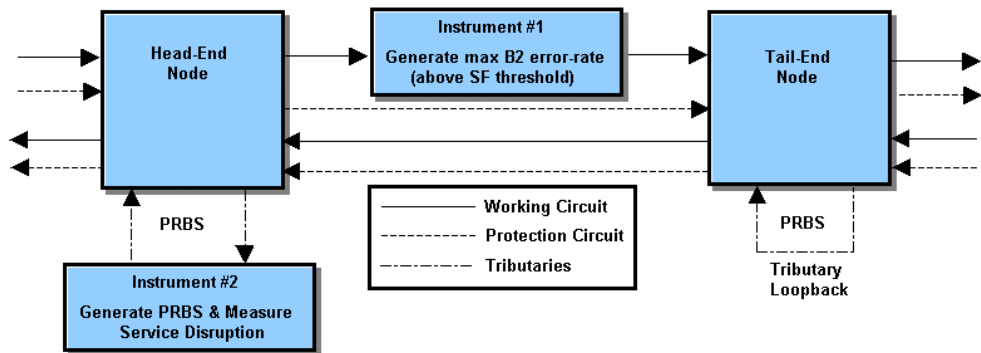 Head-End
Node
Instrument #1
Generate max B2 error-rate
(above SF threshold)
Tail-End
Node
PRBS
Working Circuit
Protection Circuit
Tributaries
PRBS
Tributary
Loopback
Instrument #2
Generate PRBS & Measure
Service Disruption